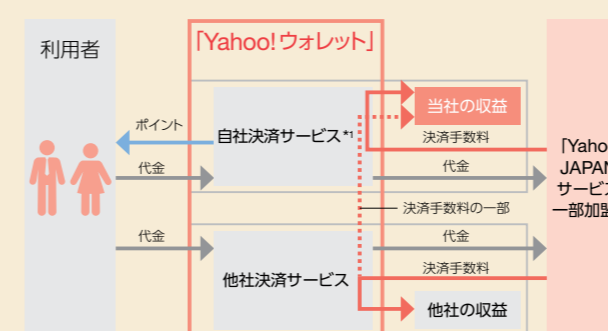 利用者
「Yahoo!ウォレット」
ポイント
代金
自社決済サービス*1
当社の収益
決済手数料
代金
「Yaho
JAPAN
サービ
一部加
決済手数料の一部
代金
他社決済サービス
代金
決済手数料
他社の収益